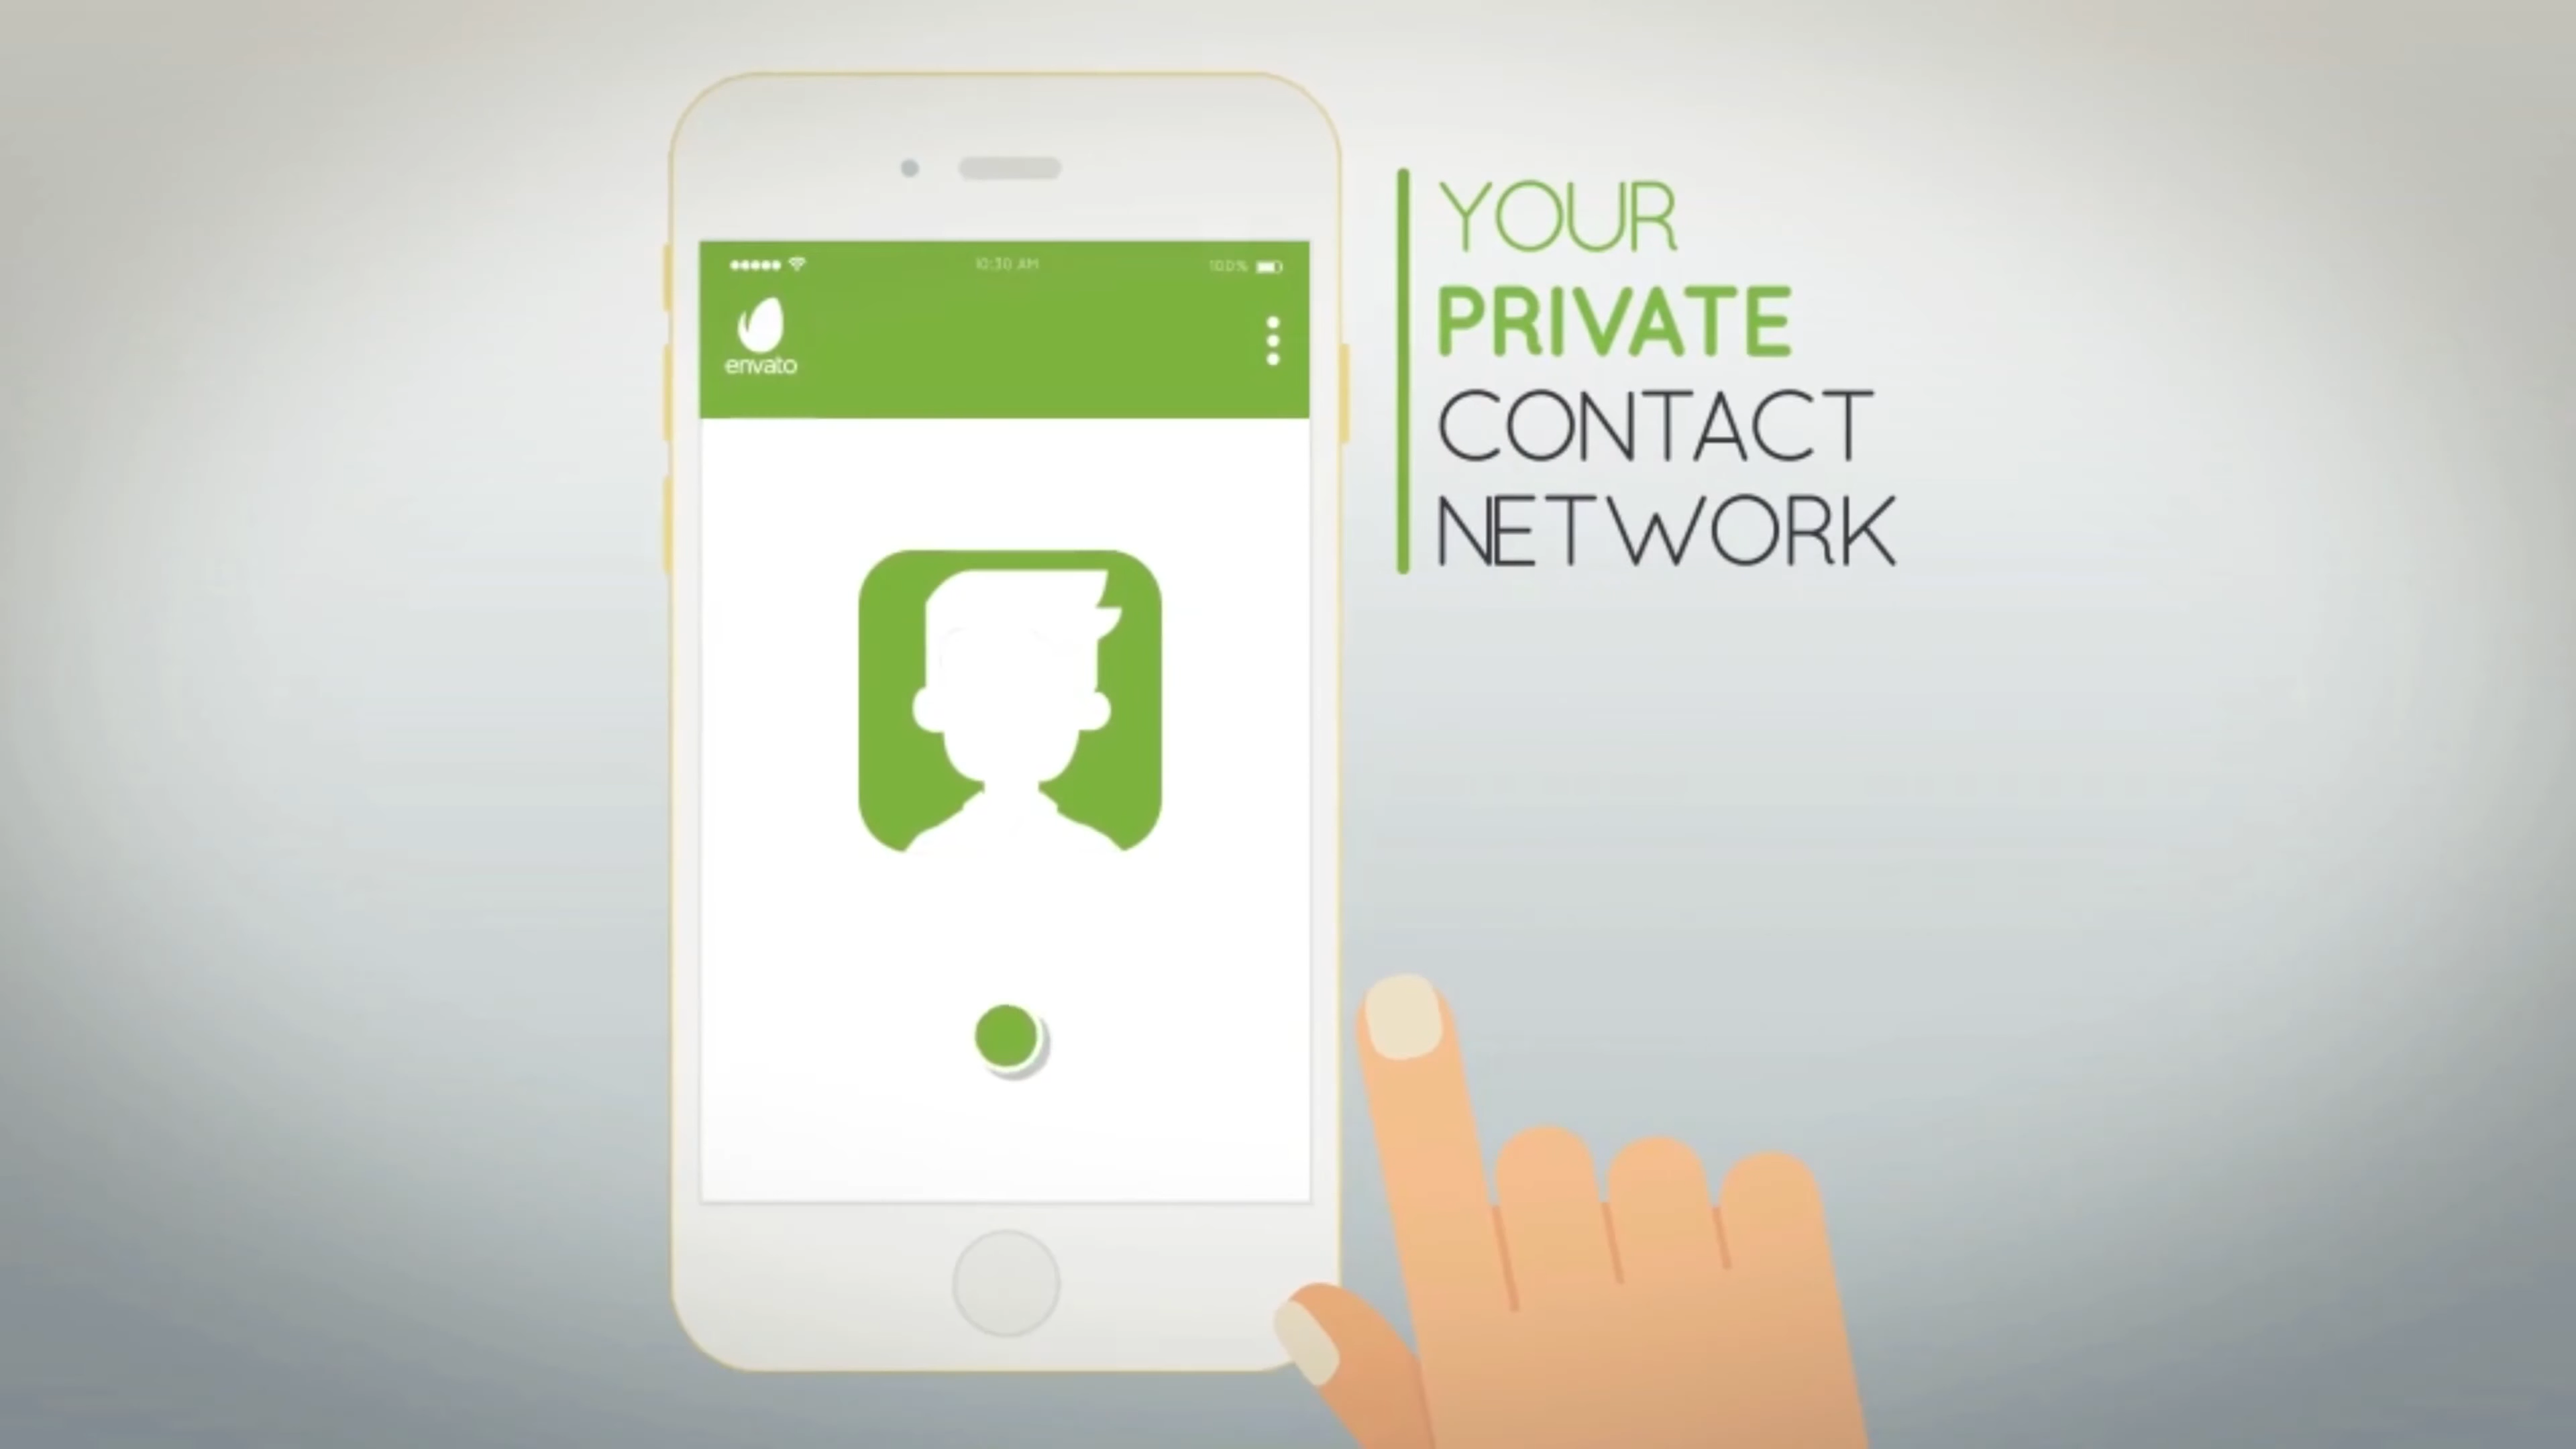 10:30 AM
100%
envato
YOUR
PRIVATE
CONTACT
NETWORK